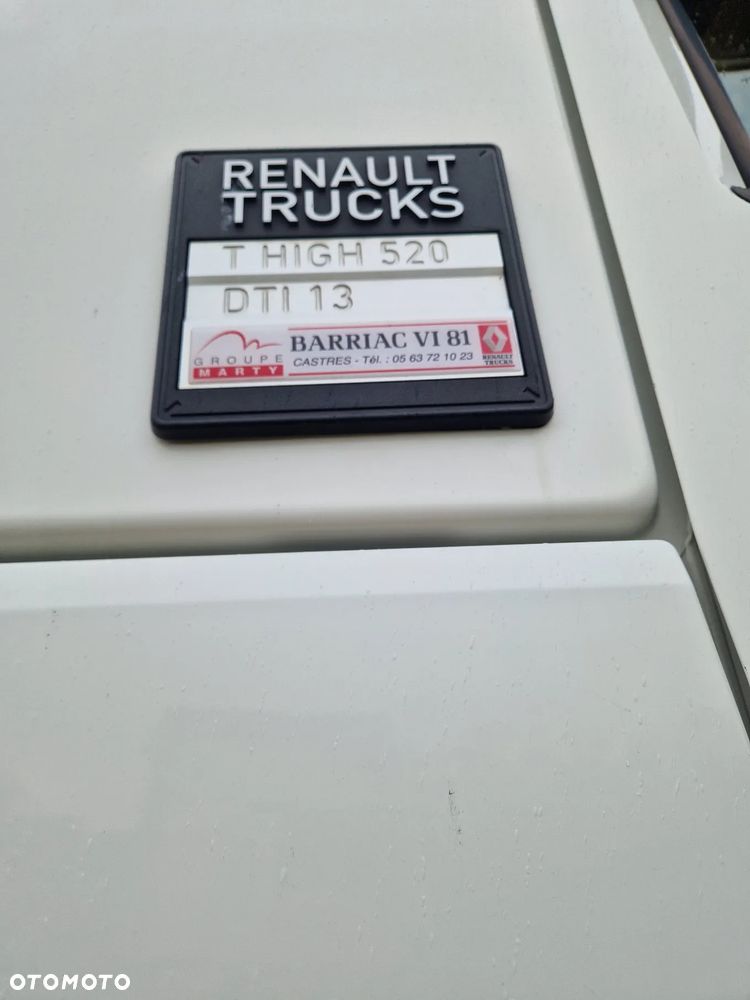 RENAULT
TRUCKS
T HIGH 520
DTI 13
GROUPE
MARTY
BARRIAC VI 81
CASTRES - Tél. : 05 63 72 10 23
RENAULT
TRUCKS
OTOMOTO